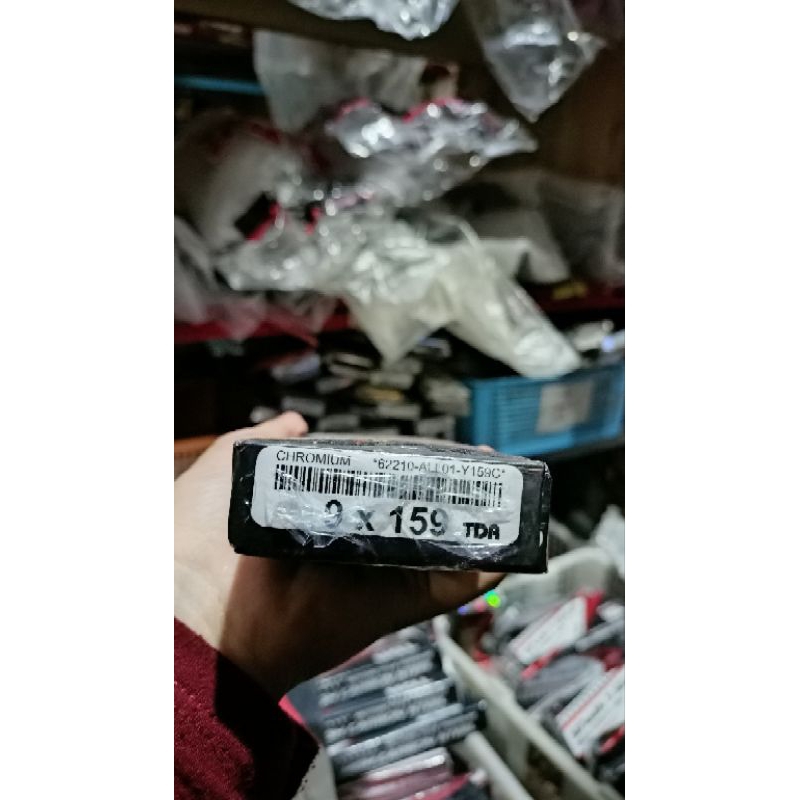 CHROMIUM *62210-ALL01-Y159C*
9 x 159 TDA